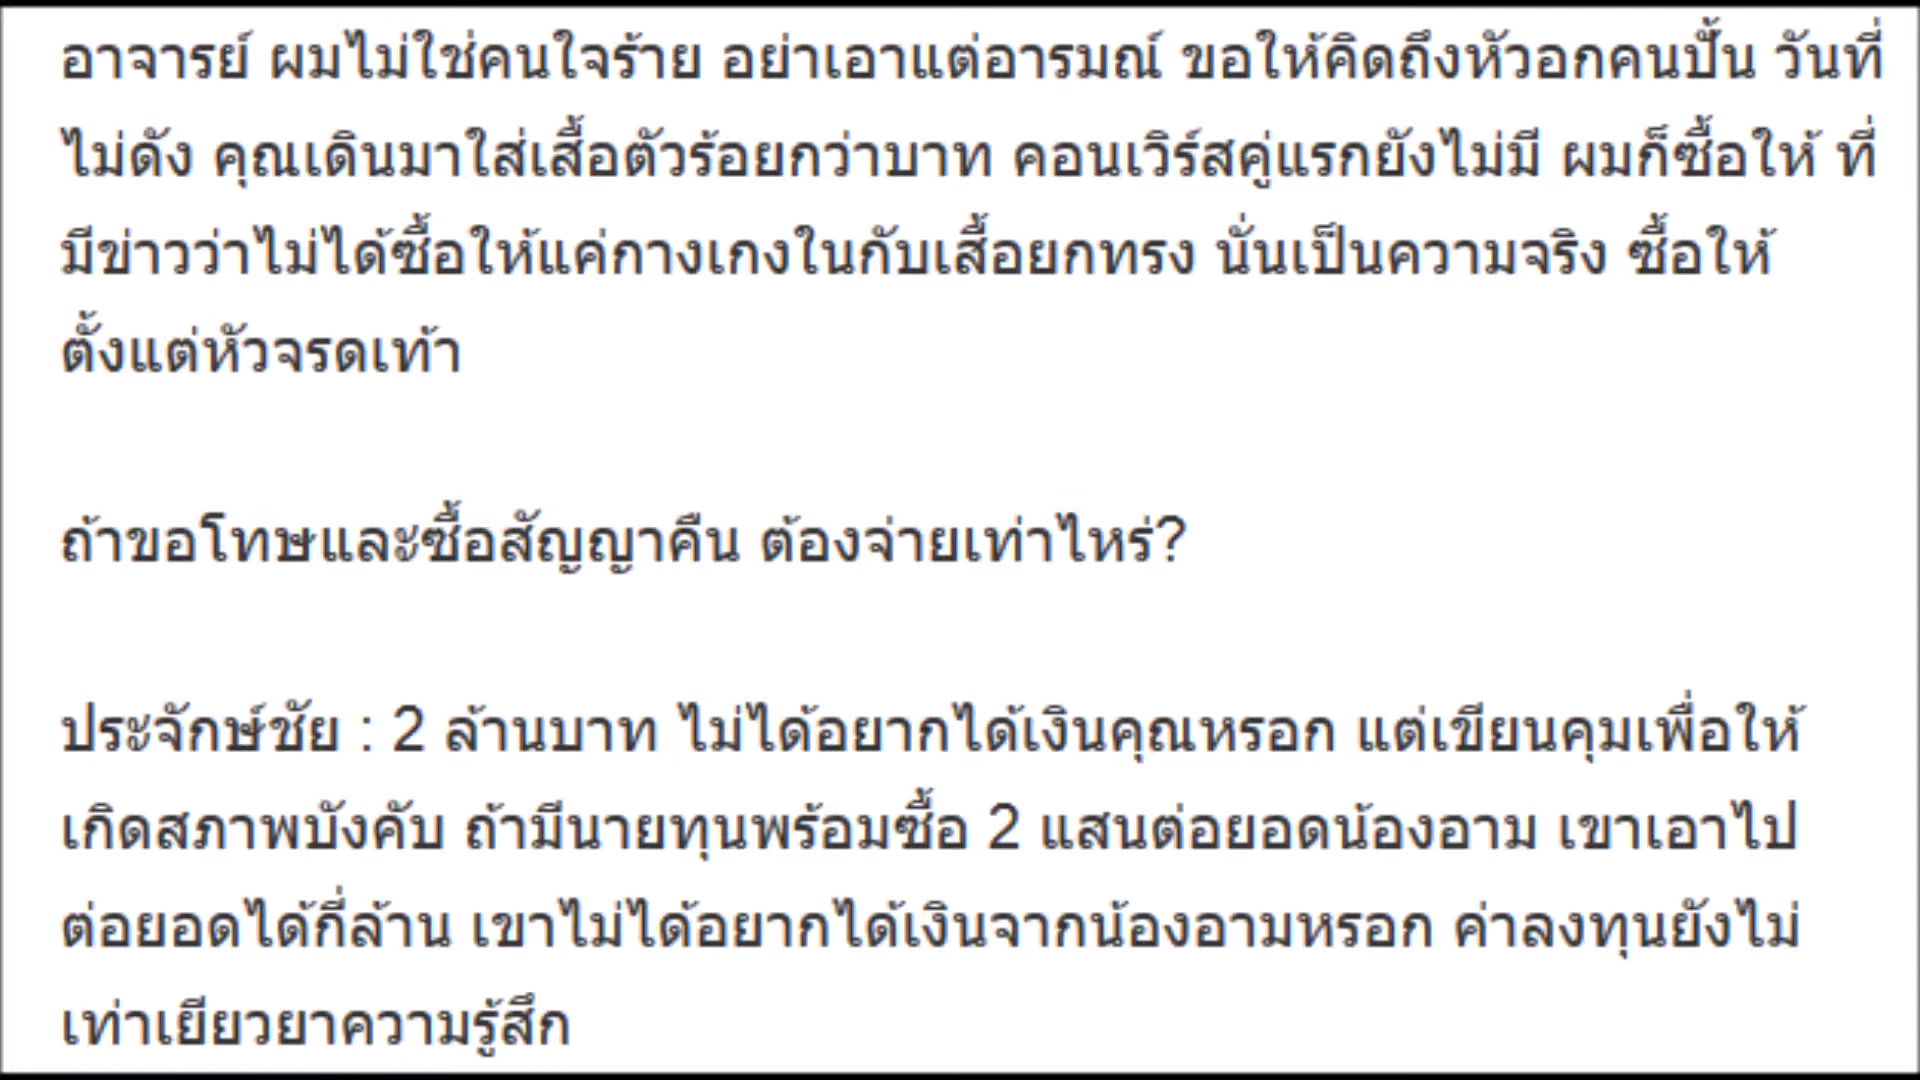 อาจารย์ ผมไม่ใช่คนใจร้าย อย่าเอาแต่อารมณ์ ขอให้คิดถึงหัวอกคนปั้น วันที่
ไม่ดัง คุณเดินมาใส่เสื้อตัวร้อยกว่าบาท คอนเวิร์สคู่แรกยังไม่มี ผมก็ซื้อให้ ที่
มีข่าวว่าไม่ได้ซื้อให้แค่กางเกงในกับเสื้อยกทรง นั่นเป็นความจริง ซื้อให้
ตั้งแต่หัวจรดเท้า
ถ้าขอโทษและซื้อสัญญาคืน ต้องจ่ายเท่าไหร่?
ประจักษ์ชัย : 2 ล้านบาท ไม่ได้อยากได้เงินคุณหรอก แต่เขียนคุมเพื่อให้
เกิดสภาพบังคับ ถ้ามีนายทุนพร้อมซื้อ 2 แสนต่อยอดน้องอาม เขาเอาไป
ต่อยอดได้กี่ล้าน เขาไม่ได้อยากได้เงินจากน้องอามหรอก ค่าลงทุนยังไม่
เท่าเยียวยาความรู้สึก